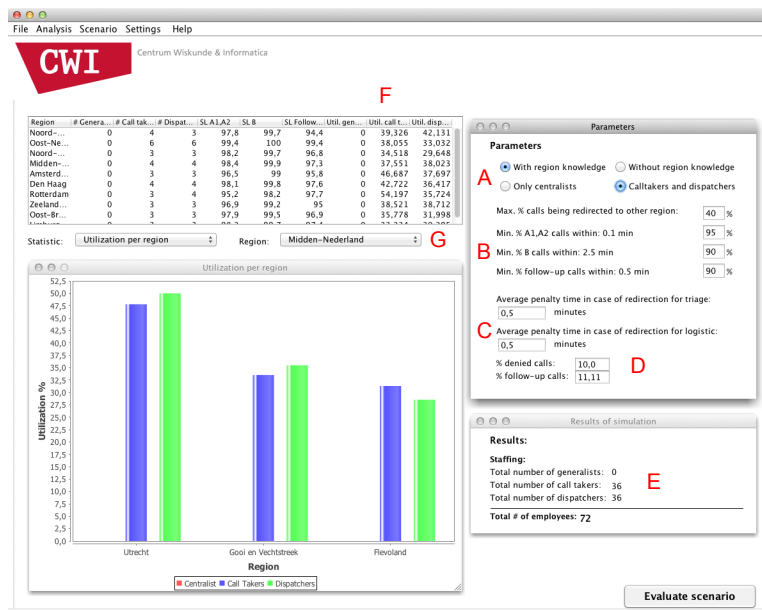 File Analysis Scenario Settings Help
CWI
Centrum Wiskunde & Informatica
F
Region # Genera... # Call tak... # Dispat... SL A1,A2 SL B SL Follow... Util. gen... Util. call t... Util. disp...
Noord-... 0 4 3 97,8 99,7 94,4 0 39,326 42,131
Oost-Ne... 0 6 6 99,4 100 99,4 0 38,055 33,032
Noord-... 0 3 3 98,2 99,7 96,8 0 34,518 29,648
Midden-... 0 4 4 98,4 99,9 97,3 0 37,551 38,023
Amsterd... 0 3 3 96,5 99 95,8 0 46,687 37,697
Den Haag 0 4 4 98,1 99,8 97,6 0 42,722 36,417
Rotterdam 0 3 4 95,2 98,2 97,7 0 54,197 35,724
Zeeland... 0 3 3 96,9 99,2 95 0 38,521 38,712
Oost-Br... 0 3 3 97,9 99,5 96,9 0 35,778 31,998
Statistic: Utilization per region Region: Midden-Nederland G
Utilization per region
52,5
50,0
47,5
45,0
42,5
40,0
37,5
35,0
32,5
30,0
27,5
25,0
22,5
20,0
17,5
15,0
12,5
10,0
7,5
5,0
2,5
0,0
Utilization %
Utrecht Gooi en Vechtstreek Flevoland
Region
Centralist Call Takers Dispatchers
Parameters
Parameters
A
With region knowledge Without region knowledge
Only centralists Calltakers and dispatchers
Max. % calls being redirected to other region: 40 %
Min. % A1,A2 calls within: 0.1 min 95 %
B
Min. % B calls within: 2.5 min 90 %
Min. % follow-up calls within: 0.5 min 90 %
Average penalty time in case of redirection for triage:
0,5 minutes
C
Average penalty time in case of redirection for logistic:
0,5 minutes
% denied calls: 10,0
D
% follow-up calls: 11,11
Results of simulation
Results:
Staffing:
Total number of generalists: 0
Total number of call takers: 36
E
Total number of dispatchers: 36
Total # of employees: 72
Evaluate scenario